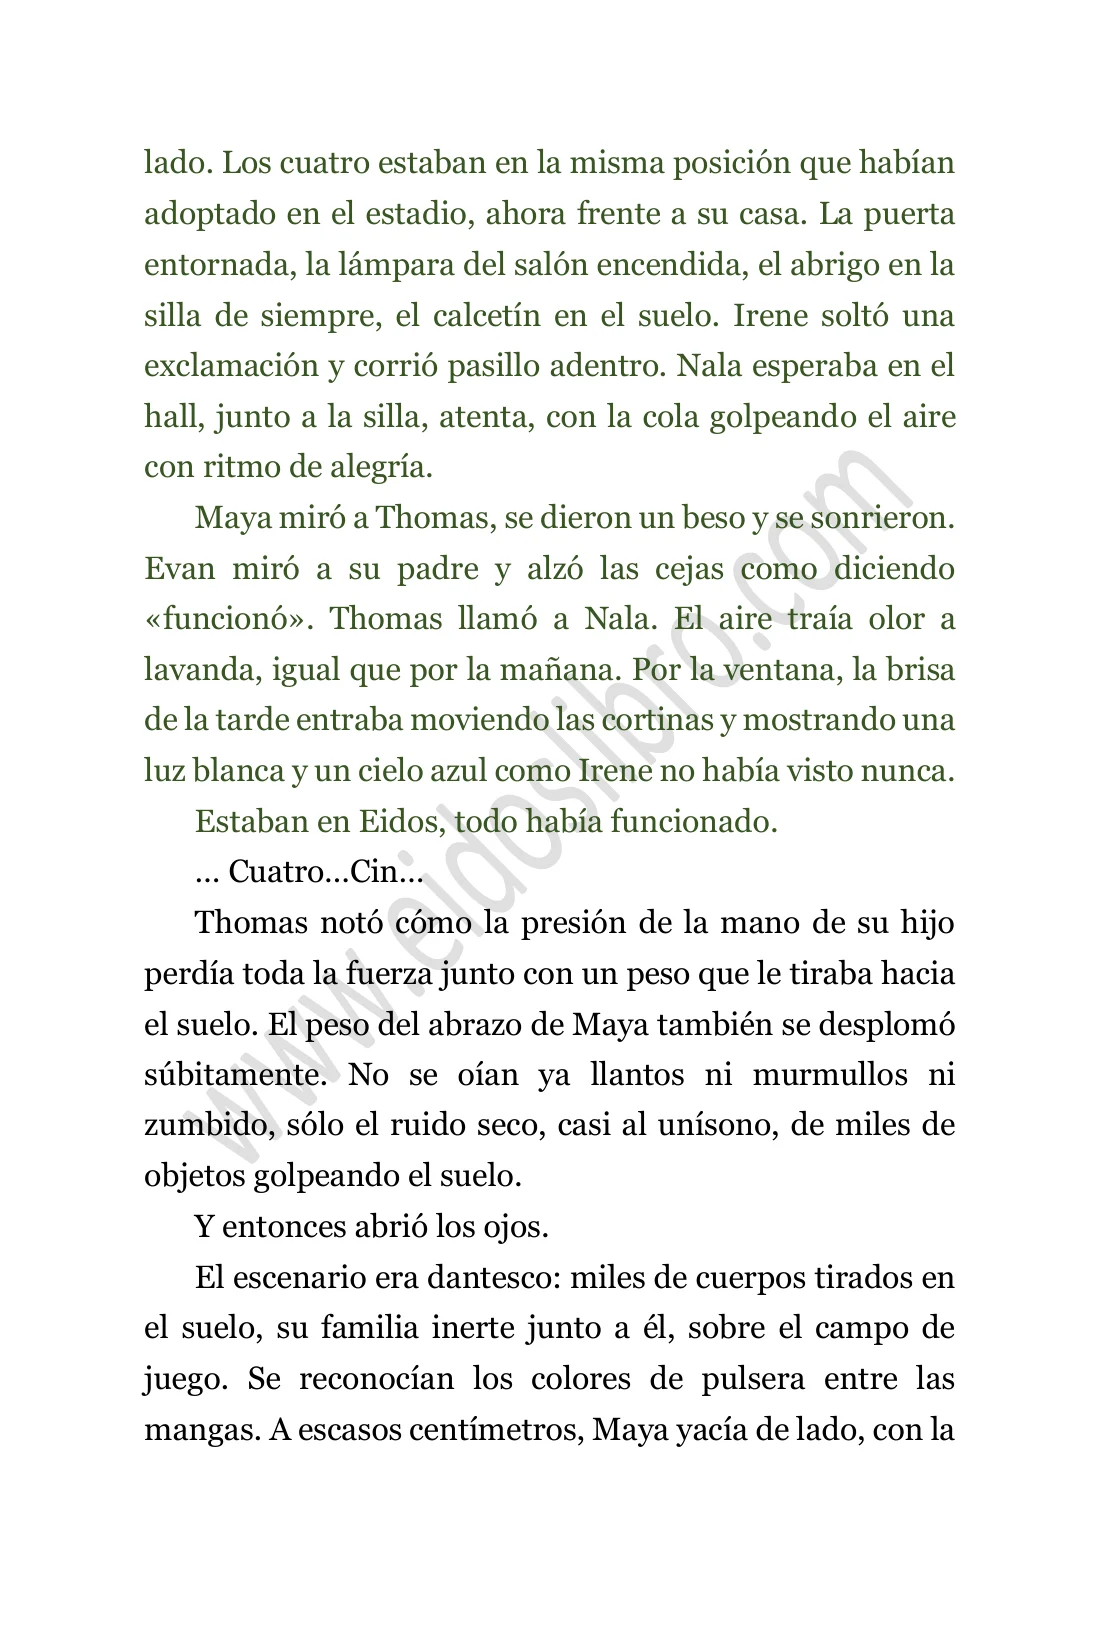 lado. Los cuatro estaban en la misma posición que habían
adoptado en el estadio, ahora frente a su casa. La puerta
entornada, la lámpara del salón encendida, el abrigo en la
silla de siempre, el calcetín en el suelo. Irene soltó una
exclamación y corrió pasillo adentro. Nala esperaba en el
hall, junto a la silla, atenta, con la cola golpeando el aire
con ritmo de alegría.
Maya miró a Thomas, se dieron un beso y se sonrieron.
Evan miró a su padre y alzó las cejas como diciendo
«funcionó». Thomas llamó a Nala. El aire traía olor a
lavanda, igual que por la mañana. Por la ventana, la brisa
de la tarde entraba moviendo las cortinas y mostrando una
luz blanca y un cielo azul como Irene no había visto nunca.
Estaban en Eidos, todo había funcionado.
... Cuatro...Cin...
Thomas notó cómo la presión de la mano de su hijo
perdía toda la fuerza junto con un peso que le tiraba hacia
el suelo. El peso del abrazo de Maya también se desplomó
súbitamente. No se oían ya llantos ni murmullos ni
zumbido, sólo el ruido seco, casi al unísono, de miles de
objetos golpeando el suelo.
Y entonces abrió los ojos.
El escenario era dantesco: miles de cuerpos tirados en
el suelo, su familia inerte junto a él, sobre el campo de
juego. Se reconocían los colores de pulsera entre las
mangas. A escasos centímetros, Maya yacía de lado, con la
www.eidoslibro.com